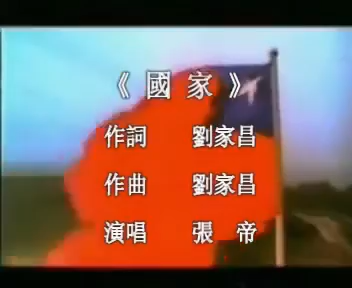 《國家》
作詞 劉家昌
作曲 劉家昌
演唱 張帝